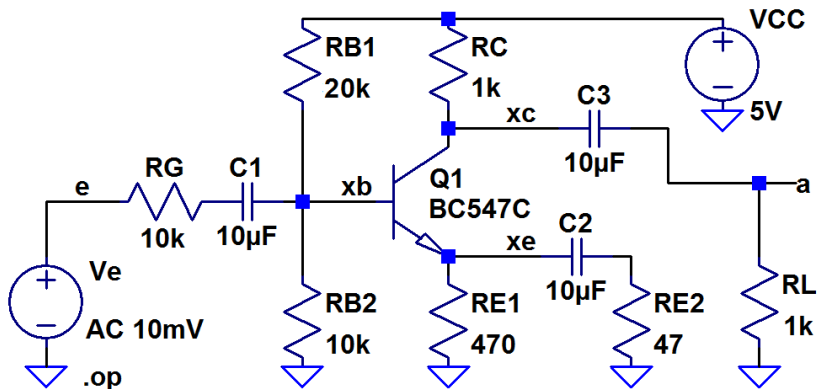 VCC
RB1
20k
RC
1k
5V
xc
C3
10µF
e
RG
10k
C1
10µF
xb
Q1
BC547C
a
xe
C2
10µF
Ve
AC 10mV
RB2
10k
RE1
470
RE2
47
RL
1k
.op